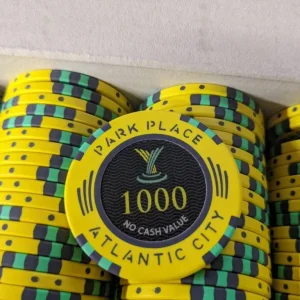 PARK PLACE
1000
NO CASH VALUE
ATLANTIC CITY